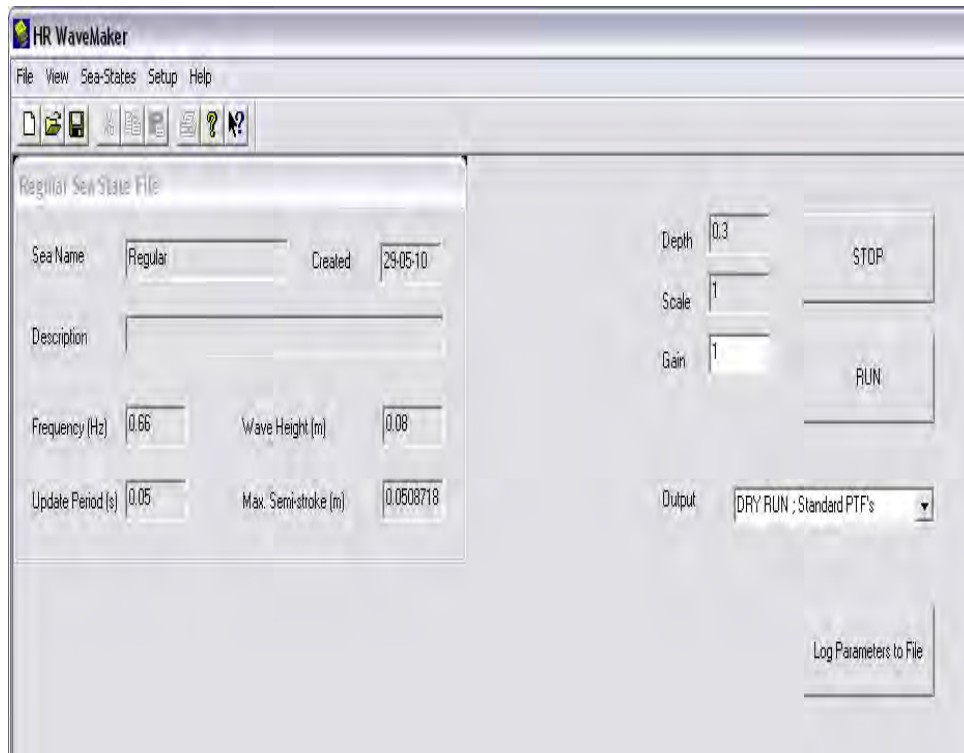 HR WaveMaker
File View Sea-States Setup Help
Regular Sea State File
Sea Name Regular Created 29-05-10
Description
Frequency (Hz) 0.66 Wave Height (m) 0.08
Update Period (s) 0.05 Max. Semi-stroke (m) 0.0508718
Depth 0.3
Scale 1
Gain 1
STOP
RUN
Output DRY RUN ; Standard PTF's
Log Parameters to File